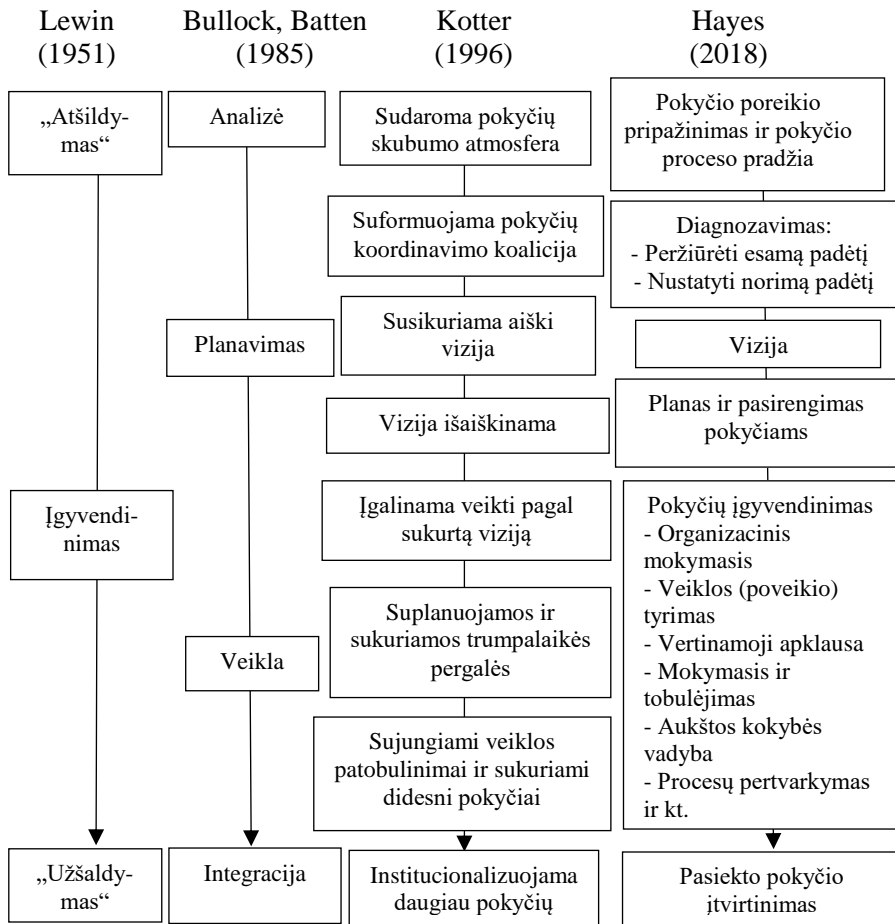 Lewin
(1951)
Bullock, Batten
(1985)
Kotter
(1996)
Hayes
(2018)
„Atšildy-
mas“
Įgyvendi-
nimas
„Užšaldy-
mas“
Analizė
Planavimas
Veikla
Integracija
Sudaroma pokyčių
skubumo atmosfera
Suformuojama pokyčių
koordinavimo koalicija
Susikuriama aiški
vizija
Vizija išaiškinama
Įgalinama veikti pagal
sukurtą viziją
Suplanuojamos ir
sukuriamos trumpalaikės
pergalės
Sujungiami veiklos
patobulinimai ir sukuriami
didesni pokyčiai
Institucionalizuojama
daugiau pokyčių
Pokyčio poreikio
pripažinimas ir pokyčio
proceso pradžia
Diagnozavimas:
- Peržiūrėti esamą padėtį
- Nustatyti norimą padėtį
Vizija
Planas ir pasirengimas
pokyčiams
Pokyčių įgyvendinimas
- Organizacinis
mokymasis
- Veiklos (poveikio)
tyrimas
- Vertinamoji apklausa
- Mokymasis ir
tobulėjimas
- Aukštos kokybės
vadyba
- Procesų pertvarkymas
ir kt.
Pasiekto pokyčio
įtvirtinimas